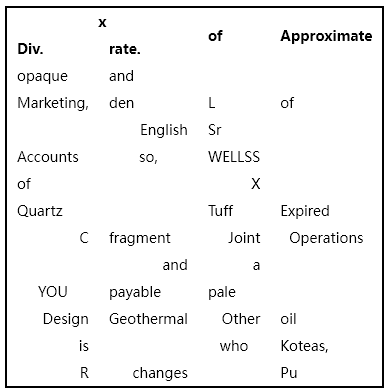 x
Div. rate. of Approximate
opaque and
Marketing, den L of
English Sr
Accounts so, WELLSS
of X
Quartz Tuff Expired
C fragment Joint Operations
and a
YOU payable pale
Design Geothermal Other oil
is who Koteas,
R changes Pu